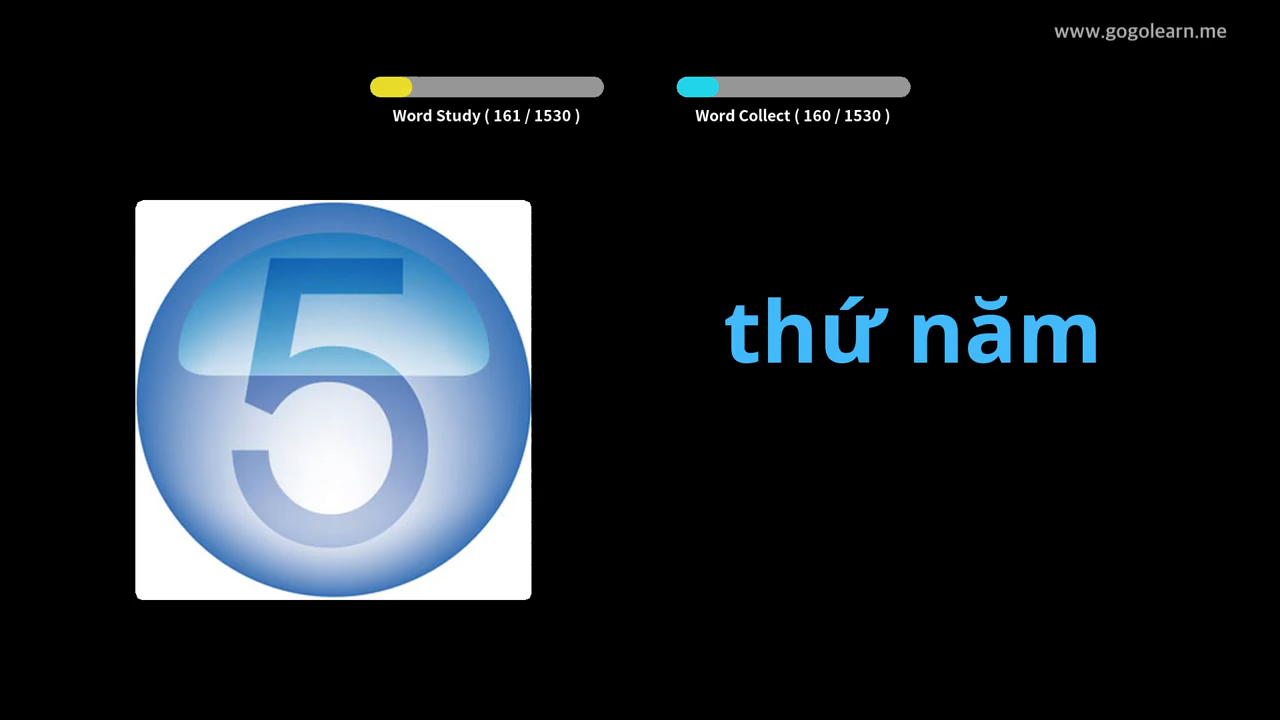 www.gogolearn.me
Word Study ( 161 / 1530 )
Word Collect ( 160 / 1530 )
5
thứ năm